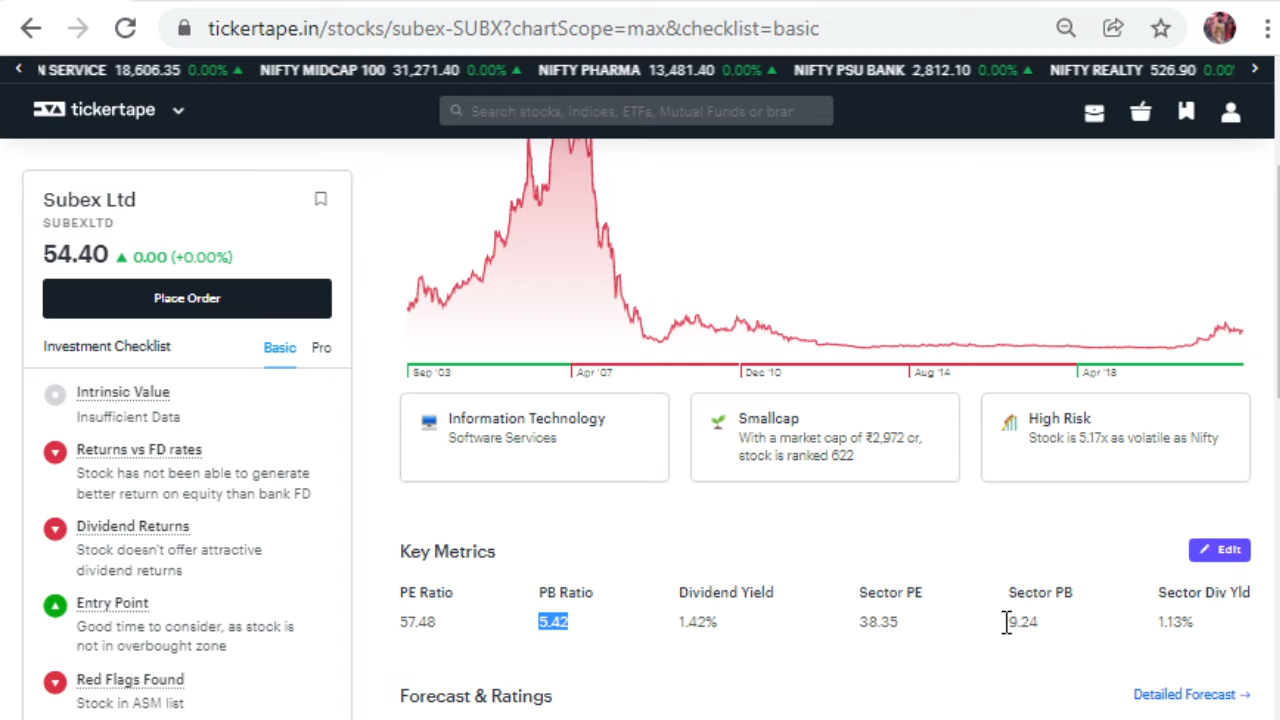 tickertape.in/stocks/subex-SUBX?chartScope=max&checklist=basic
N SERVICE 18,606.35 0.00% ▲ NIFTY MIDCAP 100 31,271.40 0.00% ▲ NIFTY PHARMA 13,481.40 0.00% ▲ NIFTY PSU BANK 2,812.10 0.00% ▲ NIFTY REALTY 526.90 0.00%
tickertape
Search stocks, indices, ETFs, Mutual Funds or brar
Subex Ltd
SUBEXLTD
54.40 ▲ 0.00 (+0.00%)
Place Order
Investment Checklist Basic Pro
Intrinsic Value
Insufficient Data
Returns vs FD rates
Stock has not been able to generate
better return on equity than bank FD
Dividend Returns
Stock doesn't offer attractive
dividend returns
Entry Point
Good time to consider, as stock is
not in overbought zone
Red Flags Found
Stock in ASM list
Sep '03 Apr '07 Dec '10 Aug '14 Apr '18
Information Technology
Software Services
Smallcap
With a market cap of ₹2,972 cr,
stock is ranked 622
High Risk
Stock is 5.17x as volatile as Nifty
Key Metrics
Edit
PE Ratio PB Ratio Dividend Yield Sector PE Sector PB Sector Div Yld
57.48 5.42 1.42% 38.35 9.24 1.13%
Forecast & Ratings
Detailed Forecast →